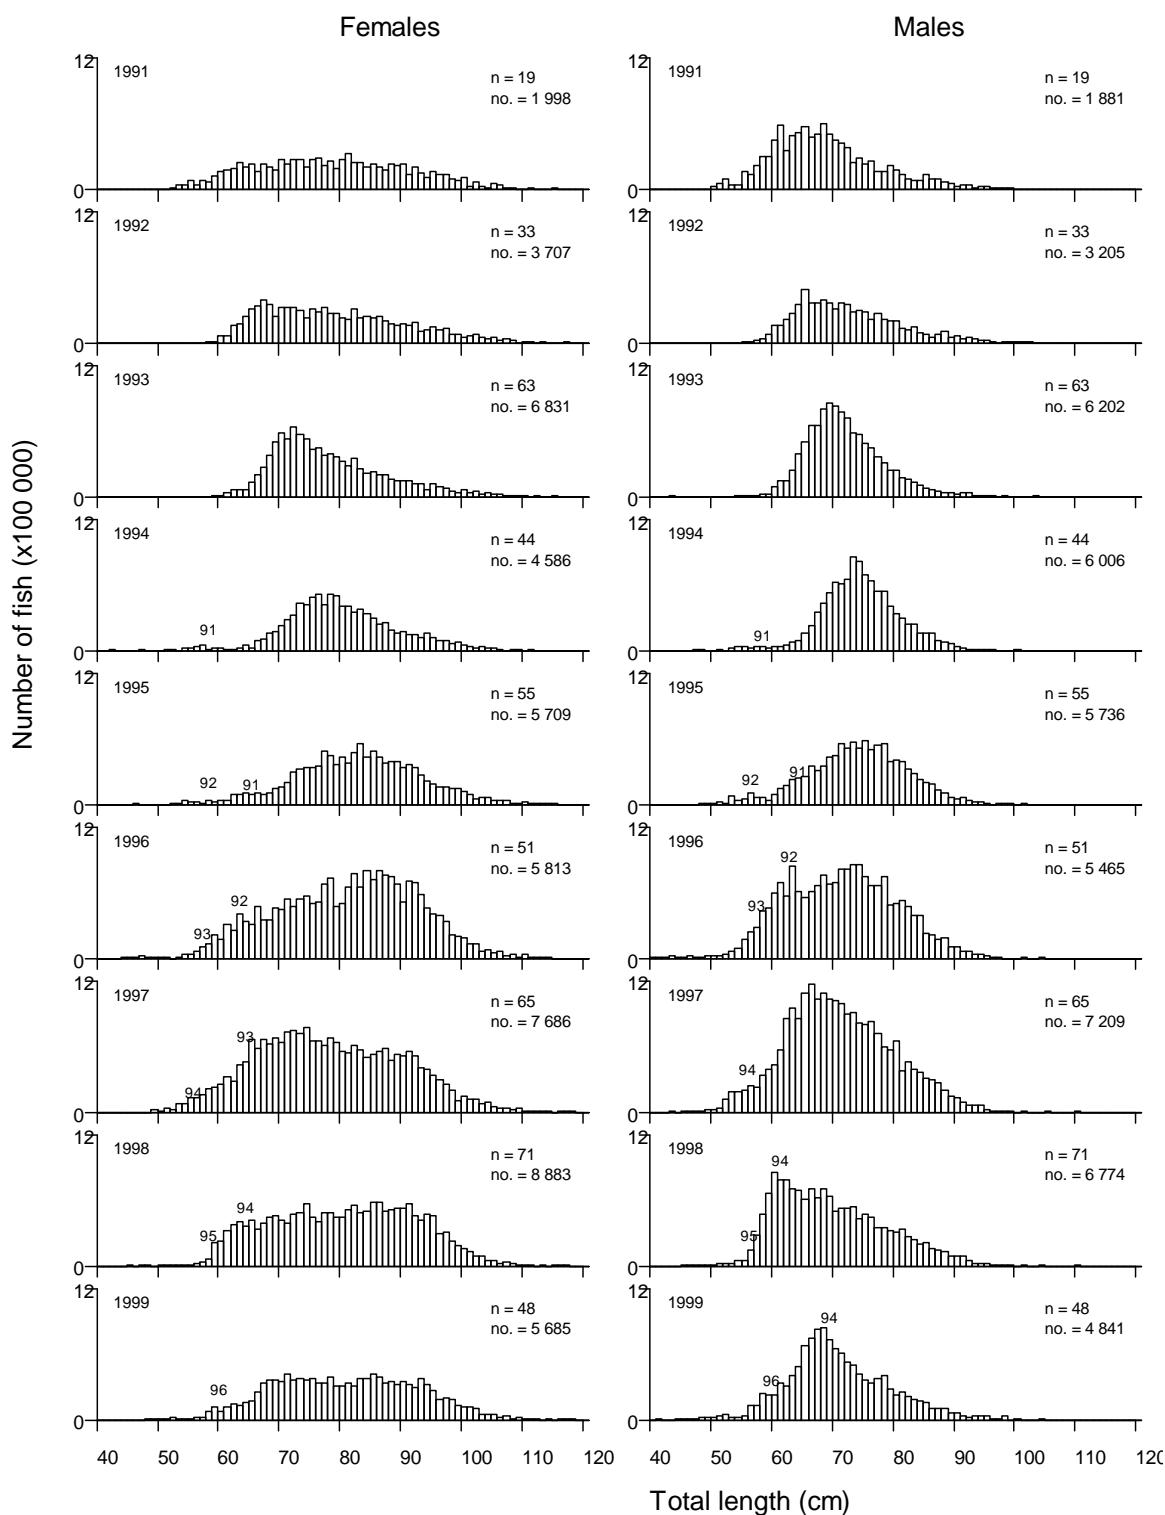 Females Males
12 1991 n = 19 12 1991 n = 19
no. = 1 998 no. = 1 881
0 0
12 1992 n = 33 12 1992 n = 33
no. = 3 707 no. = 3 205
0 0
12 1993 n = 63 12 1993 n = 63
no. = 6 831 no. = 6 202
0 0
12 1994 n = 44 12 1994 n = 44
no. = 4 586 no. = 6 006
91 91
0 0
12 1995 n = 55 12 1995 n = 55
no. = 5 709 no. = 5 736
92 91 92 91
0 0
12 1996 n = 51 12 1996 n = 51
no. = 5 813 no. = 5 465
93 92 93 92
0 0
12 1997 n = 65 12 1997 n = 65
no. = 7 686 no. = 7 209
94 93 94
0 0
12 1998 n = 71 12 1998 n = 71
no. = 8 883 no. = 6 774
95 94 95 94
0 0
12 1999 n = 48 12 1999 n = 48
no. = 5 685 no. = 4 841
96 96 94
0 0
40 50 60 70 80 90 100 120 40 60 70 80 90 100 120
Total length (cm)
Number of fish (x100 000)